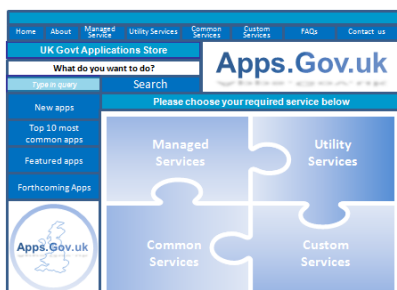 Home
About
Managed
Service
Utility Services
Common
Services
Custom
Services
FAQs
Contact us
UK Govt Applications Store
What do you want to do?
Type in query
Search
Apps.Gov.uk
Please choose your required service below
New apps
Top 10 most
common apps
Featured apps
Forthcoming Apps
Apps.Gov.uk
Managed
Services
Utility
Services
Common
Services
Custom
Services